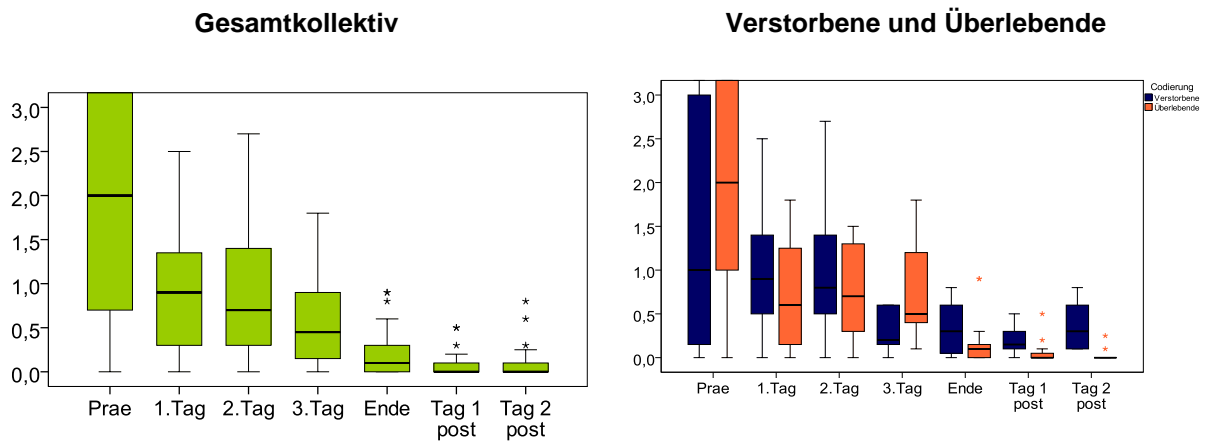 Gesamtkollektiv
3,0
2,5
2,0
1,5
1,0
0,5
0,0
Prae 1.Tag 2.Tag 3.Tag Ende Tag 1 Tag 2
post post
Verstorbene und Überlebende
Codierung
Verstorbene
Überlebende
3,0
2,5
2,0
1,5
1,0
0,5
0,0
Prae 1.Tag 2.Tag 3.Tag Ende Tag 1 Tag 2
post post